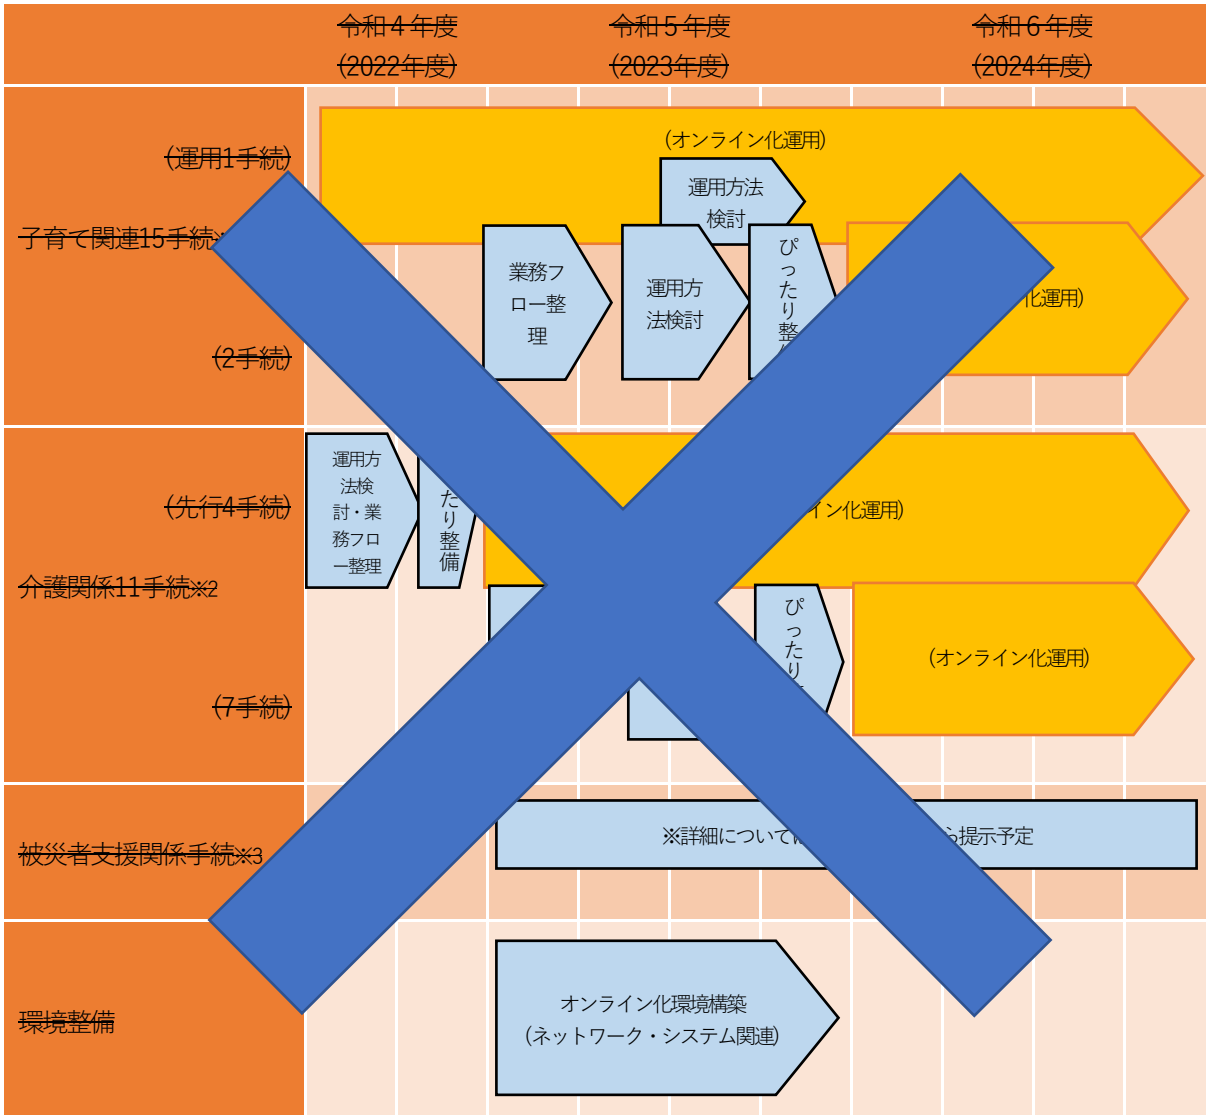 令和４年度
(2022年度)
令和５年度
(2023年度)
令和６年度
(2024年度)
(運用1手続)
子育て関連15手続※
(2手続)
(オンライン化運用)
運用方法
検討
業務フ
ロー整
理
運用方
法検討
ぴったり整
化運用)
(先行4手続)
介護関係11手続※2
(7手続)
運用方
法検
討・業
務フロ
ー整理
たり整備
イン化運用)
ぴったり
(オンライン化運用)
被災者支援関係手続※3
※詳細について
ら提示予定
環境整備
オンライン化環境構築
(ネットワーク・システム関連)